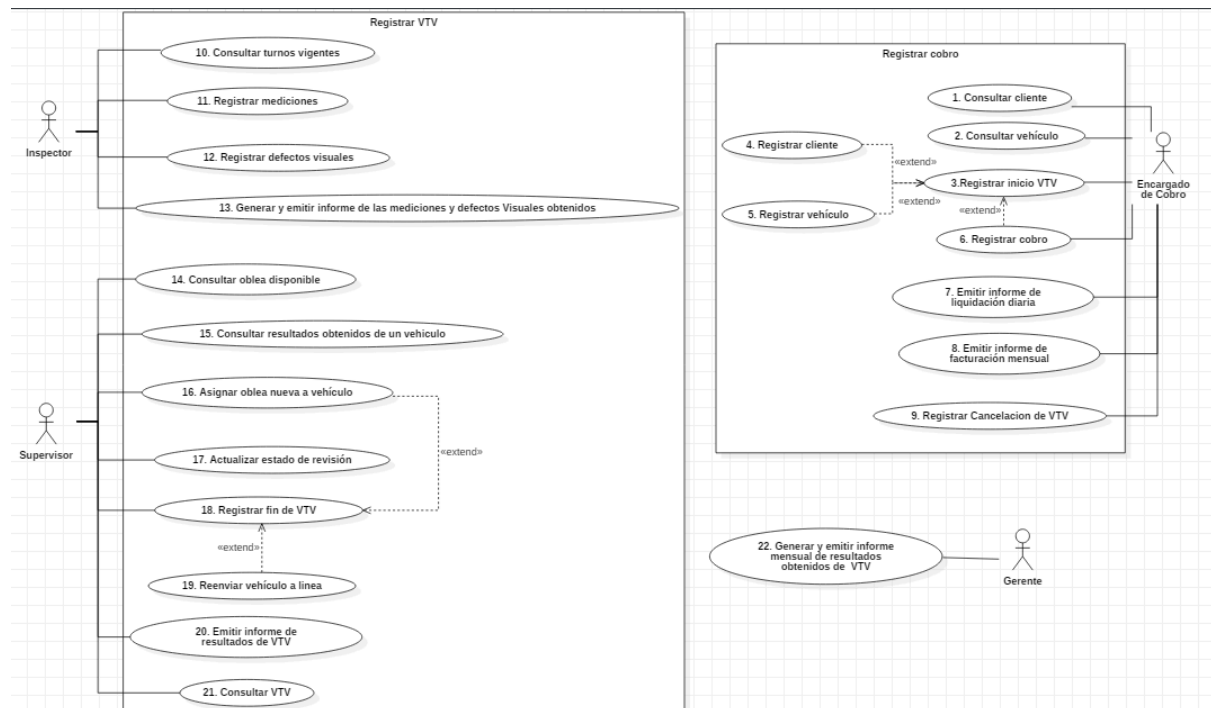 Registrar VTV
10. Consultar turnos vigentes
11. Registrar mediciones
12. Registrar defectos visuales
13. Generar y emitir informe de las mediciones y defectos Visuales obtenidos
Inspector
14. Consultar oblea disponible
15. Consultar resultados obtenidos de un vehiculo
16. Asignar oblea nueva a vehículo
«extend»
17. Actualizar estado de revisión
18. Registrar fin de VTV
«extend»
19. Reenviar vehículo a linea
20. Emitir informe de
resultados de VTV
21. Consultar VTV
Supervisor
Registrar cobro
1. Consultar cliente
2. Consultar vehículo
4. Registrar cliente
«extend»
3.Registrar inicio VTV
«extend»
5. Registrar vehículo
«extend»
6. Registrar cobro
7. Emitir informe de
liquidación diaria
8. Emitir informe de
facturación mensual
9. Registrar Cancelacion de VTV
Encargado
de Cobro
22. Generar y emitir informe
mensual de resultados
obtenidos de VTV
Gerente